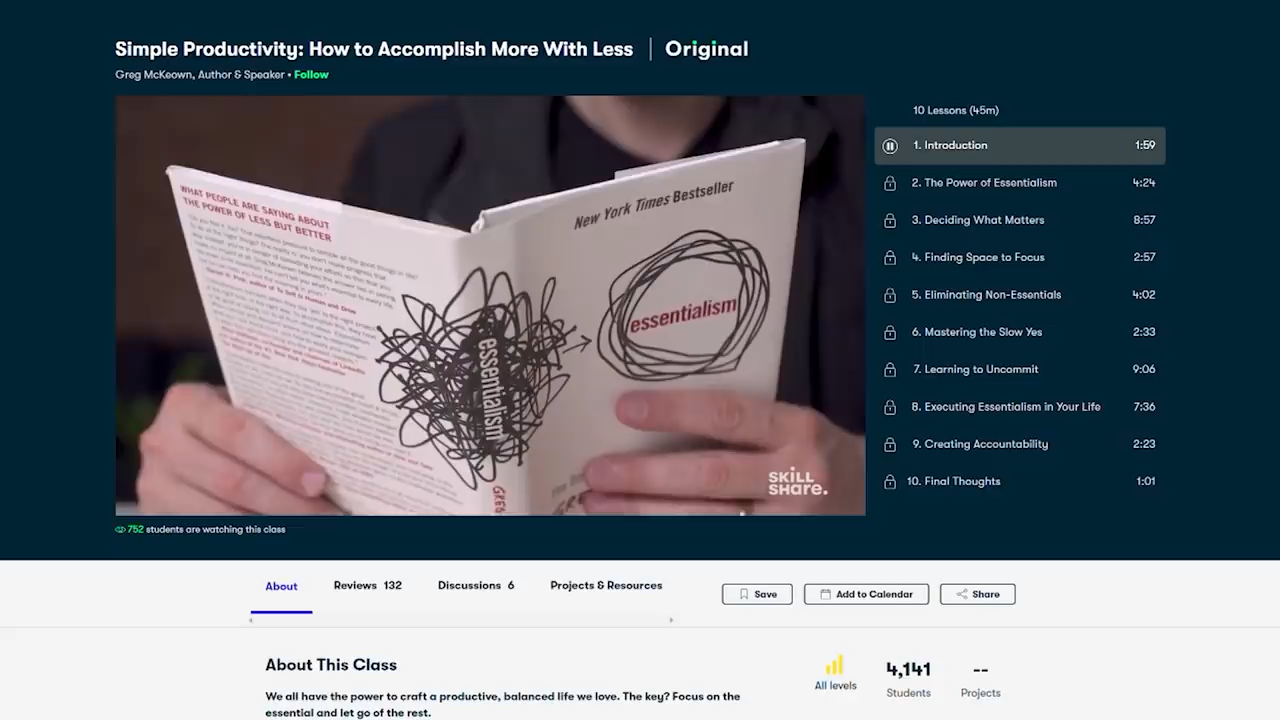 Simple Productivity: How to Accomplish More With Less | Original
Greg McKeown, Author & Speaker • Follow
WHAT PEOPLE ARE SAYING ABOUT
THE POWER OF LESS BUT BETTER
New York Times Bestseller
essentialism
essentialism
GREG
SKILL
SHARE.
752 students are watching this class
10 Lessons (45m)
1. Introduction 1:59
2. The Power of Essentialism 4:24
3. Deciding What Matters 8:57
4. Finding Space to Focus 2:57
5. Eliminating Non-Essentials 4:02
6. Mastering the Slow Yes 2:33
7. Learning to Uncommit 9:06
8. Executing Essentialism in Your Life 7:36
9. Creating Accountability 2:23
10. Final Thoughts 1:01
About Reviews 132 Discussions 6 Projects & Resources
Save Add to Calendar Share
About This Class
We all have the power to craft a productive, balanced life we love. The key? Focus on the
essential and let go of the rest.
All levels
4,141
Students
--
Projects